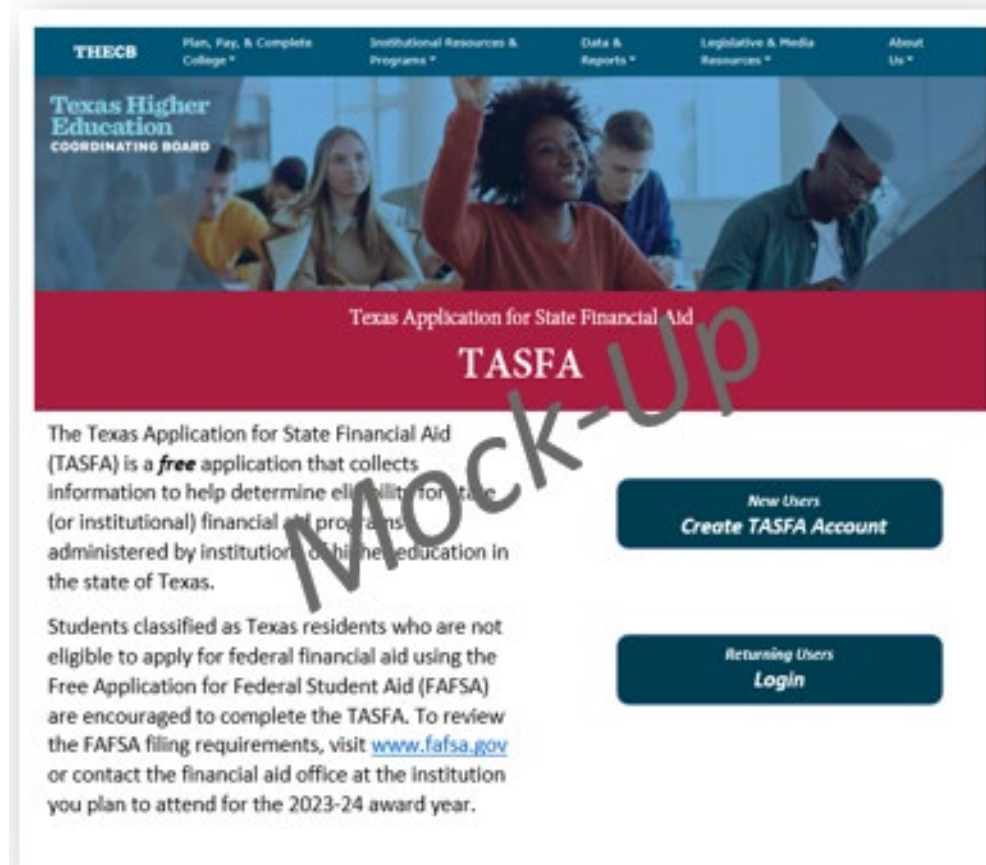 THECB
Plan, Pay, & Complete
College
Institutional Resources &
Programs
Data &
Reports
Legislative & Media
Resources
About
Us
Texas Higher
Education
COORDINATING BOARD
Texas Application for State Financial Aid
TASFA
Mock-Up
The Texas Application for State Financial Aid
(TASFA) is a free application that collects
information to help determine eligibility for state
(or institutional) financial aid programs
administered by institutions of higher education in
the state of Texas.
Students classified as Texas residents who are not
eligible to apply for federal financial aid using the
Free Application for Federal Student Aid (FAFSA)
are encouraged to complete the TASFA. To review
the FAFSA filing requirements, visit www.fafsa.gov
or contact the financial aid office at the institution
you plan to attend for the 2023-24 award year.
New Users
Create TASFA Account
Returning Users
Login